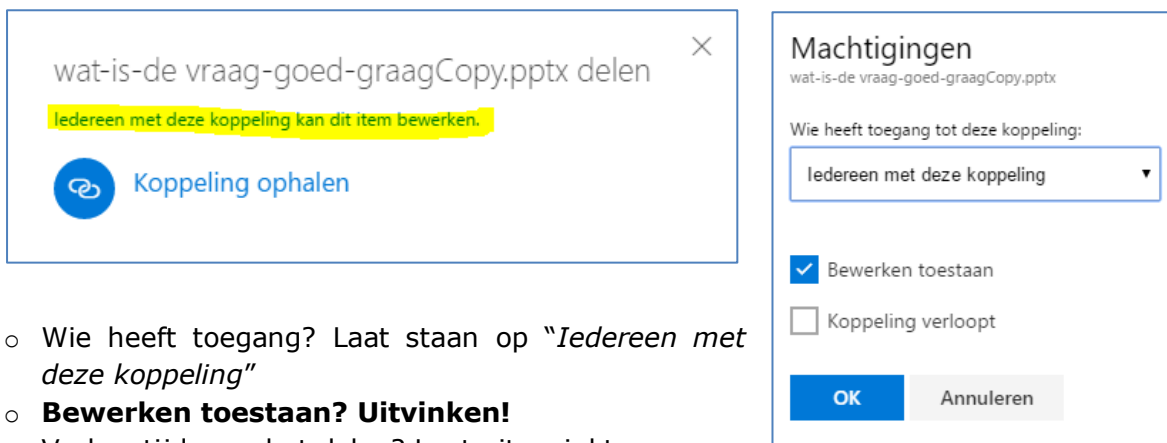 wat-is-de vraag-goed-graagCopy.pptx delen
Iedereen met deze koppeling kan dit item bewerken.
Koppeling ophalen
Machtigingen
wat-is-de vraag-goed-graagCopy.pptx
Wie heeft toegang tot deze koppeling:
Iedereen met deze koppeling
Bewerken toestaan
Koppeling verloopt
OK Annuleren
o Wie heeft toegang? Laat staan op “Iedereen met
deze koppeling”
o Bewerken toestaan? Uitvinken!